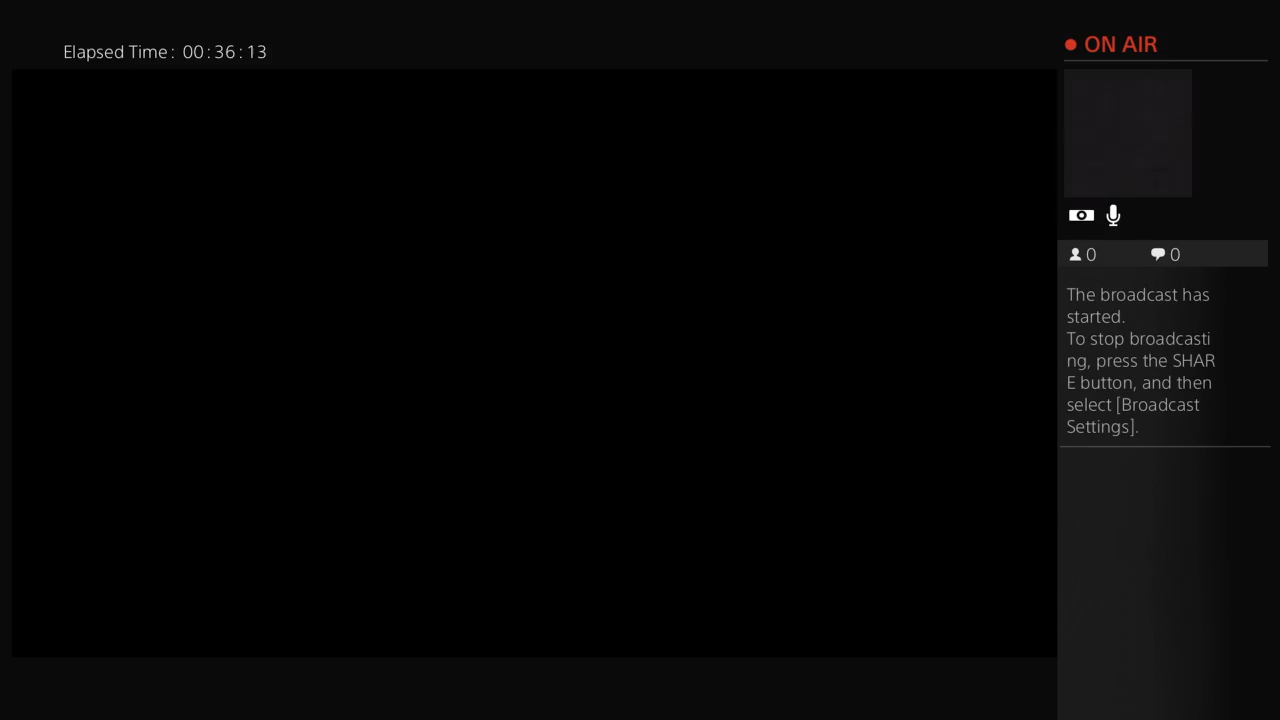 Elapsed Time: 00:36:13
ON AIR
0 0
The broadcast has
started.
To stop broadcasti
ng, press the SHAR
E button, and then
select [Broadcast
Settings].